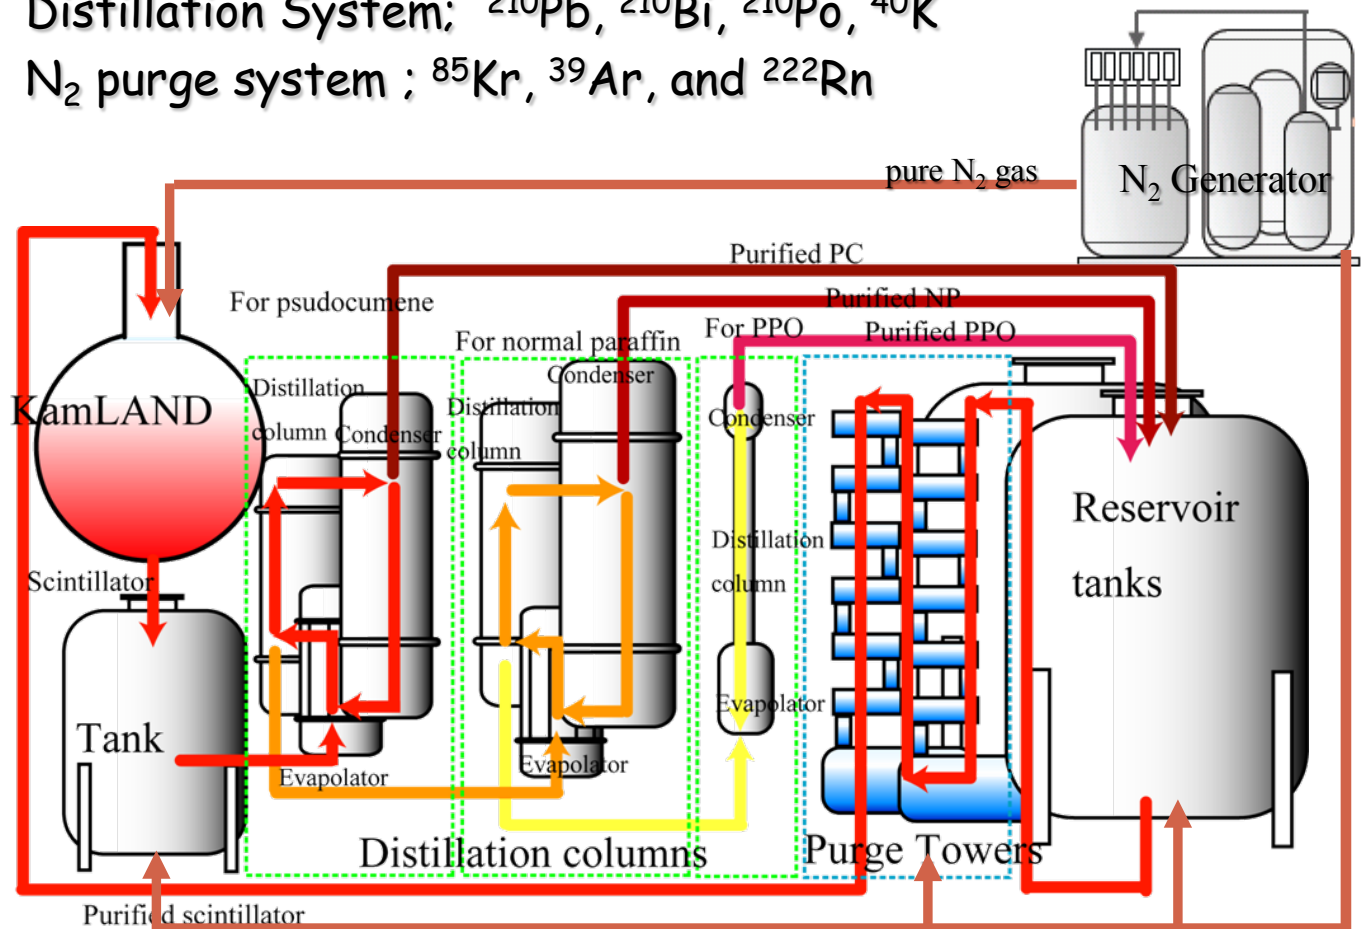 Distillation System; ²¹⁰Pb, ²¹⁰Bi, ²¹⁰Po, ⁴⁰K
N₂ purge system ; ⁸⁵Kr, ³⁹Ar, and ²²²Rn
pure N₂ gas
N₂ Generator
Purified PC
For psudocumene
Purified NP
For PPO
Purified PPO
For normal paraffin
Condenser
Distillation
column
Condenser
Distillation
column
Condenser
KamLAND
Reservoir
tanks
Distillation
column
Scintillator
Evapolator
Tank
Evapolator
Evapolator
Distillation columns
Purge Towers
Purified scintillator